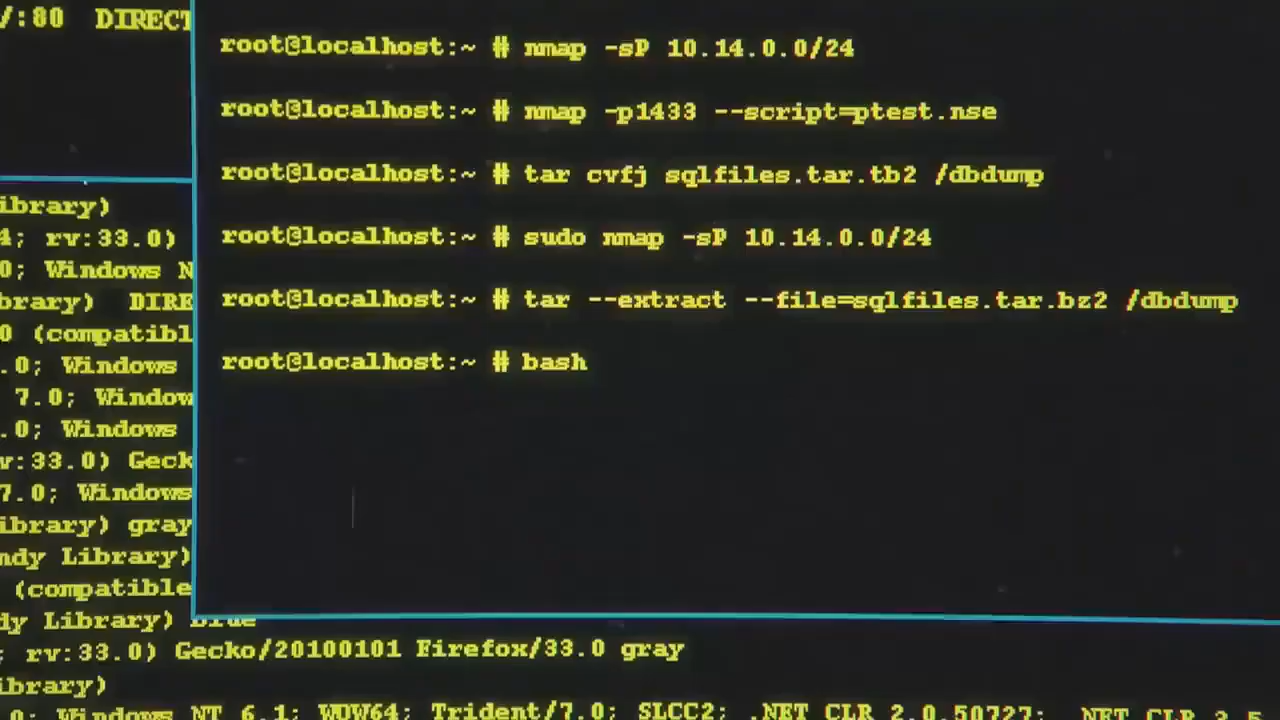 /:80 DIRECT
root@localhost:~ # nmap -sP 10.14.0.0/24
root@localhost:~ # nmap -p1433 --script=ptest.nse
root@localhost:~ # tar cvfj sqlfiles.tar.tb2 /dbdump
root@localhost:~ # sudo nmap -sP 10.14.0.0/24
root@localhost:~ # tar --extract --file=sqlfiles.tar.bz2 /dbdump
root@localhost:~ # bash
ibrary)
4; rv:33.0)
0; Windows N
brary) DIRE
0 (compatibl
.0; Windows
7.0; Window
.0; Windows
v:33.0) Geck
7.0; Windows
ibrary) gray
ndy Library)
(compatible
dy Library) blue
; rv:33.0) Gecko/20100101 Firefox/33.0 gray
ibrary)
0; Windows NT 6.1; WOW64; Trident/7.0; SLCC2; .NET CLR 2.0.50727; .NET CLR 3.5